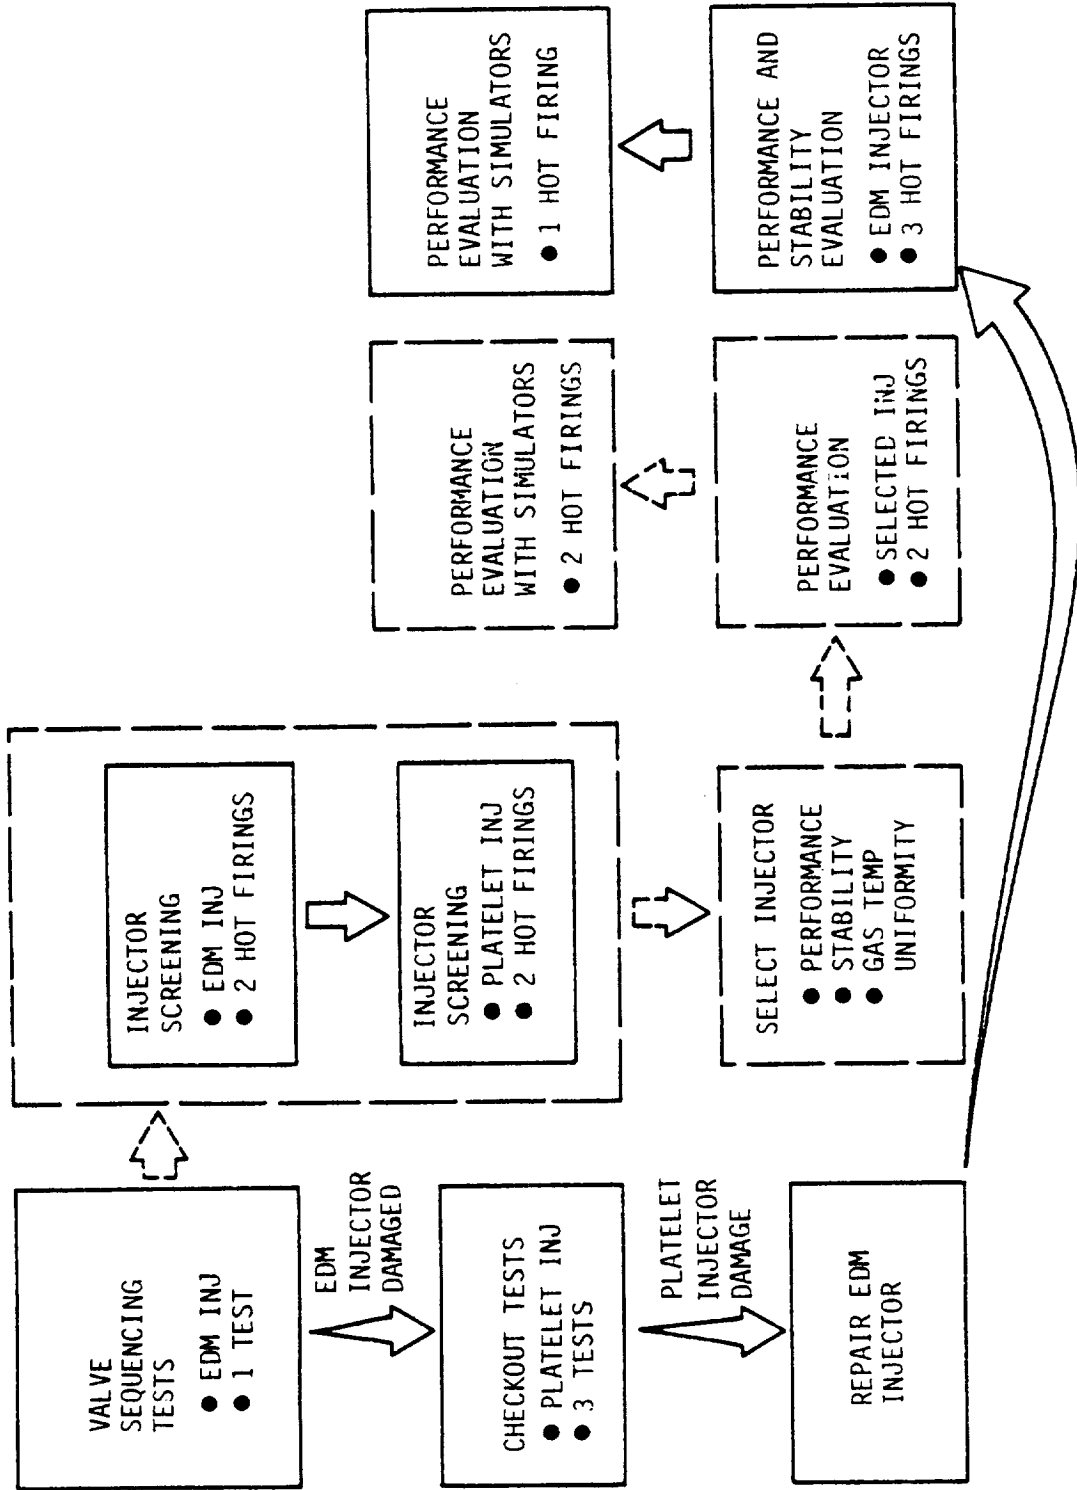 VALVE
SEQUENCING
TESTS
● EDM INJ
● 1 TEST
EDM
INJECTOR
DAMAGED
CHECKOUT TESTS
● PLATELET INJ
● 3 TESTS
PLATELET
INJECTOR
DAMAGE
REPAIR EDM
INJECTOR
INJECTOR
SCREENING
● EDM INJ
● 2 HOT FIRINGS
INJECTOR
SCREENING
● PLATELET INJ
● 2 HOT FIRINGS
SELECT INJECTOR
● PERFORMANCE
● STABILITY
● GAS TEMP
UNIFORMITY
PERFORMANCE
EVALUATION
WITH SIMULATORS
● 2 HOT FIRINGS
PERFORMANCE
EVALUATION
● SELECTED INJ
● 2 HOT FIRINGS
PERFORMANCE
EVALUATION
WITH SIMULATORS
● 1 HOT FIRING
PERFORMANCE AND
STABILITY
EVALUATION
● EDM INJECTOR
● 3 HOT FIRINGS